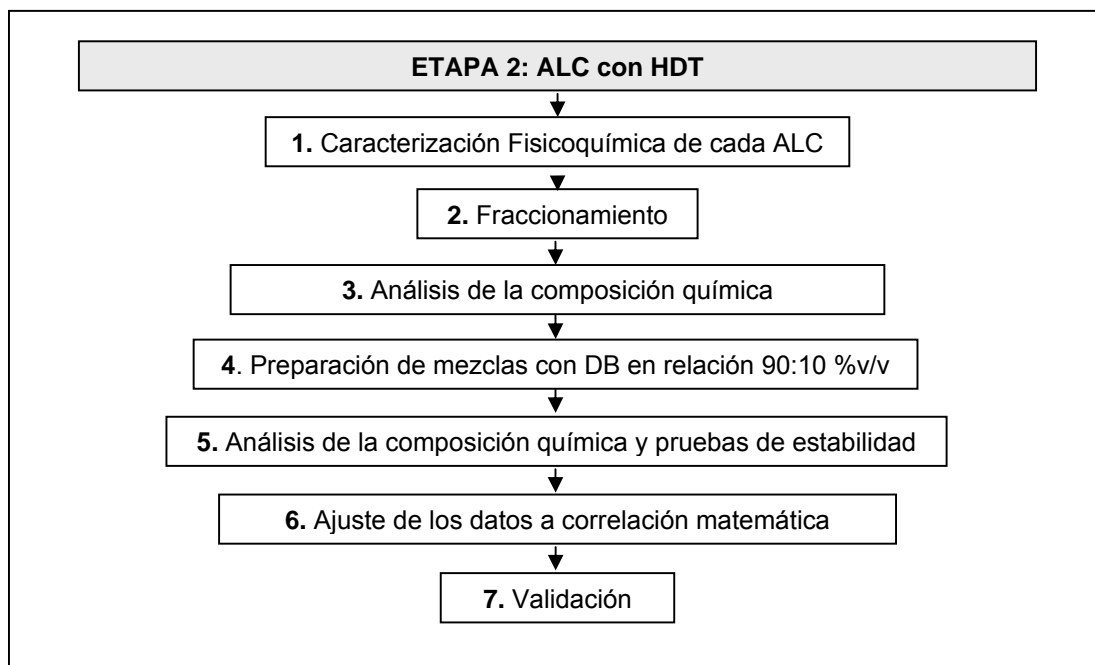 ETAPA 2: ALC con HDT
1. Caracterización Fisicoquímica de cada ALC
2. Fraccionamiento
3. Análisis de la composición química
4. Preparación de mezclas con DB en relación 90:10 %v/v
5. Análisis de la composición química y pruebas de estabilidad
6. Ajuste de los datos a correlación matemática
7. Validación